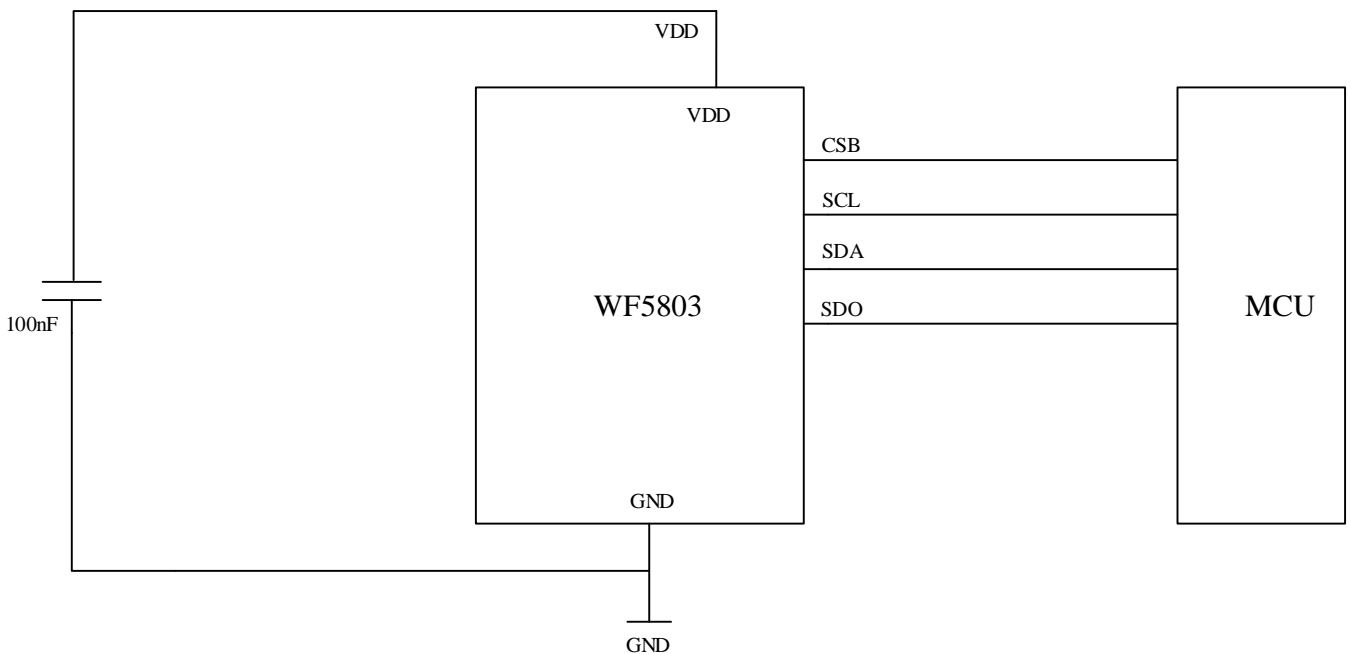 VDD
VDD
CSB
SCL
SDA
WF5803
SDO
MCU
100nF
GND
GND